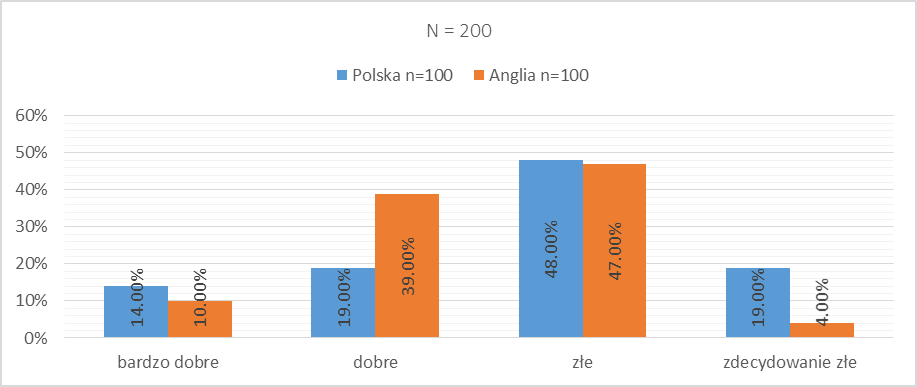 N = 200
Polska n=100 Anglia n=100
60%
50%
40%
30%
20%
10%
0%
14.00% 10.00% 19.00% 39.00% 48.00% 47.00% 19.00% 4.00%
bardzo dobre dobre złe zdecydowanie złe